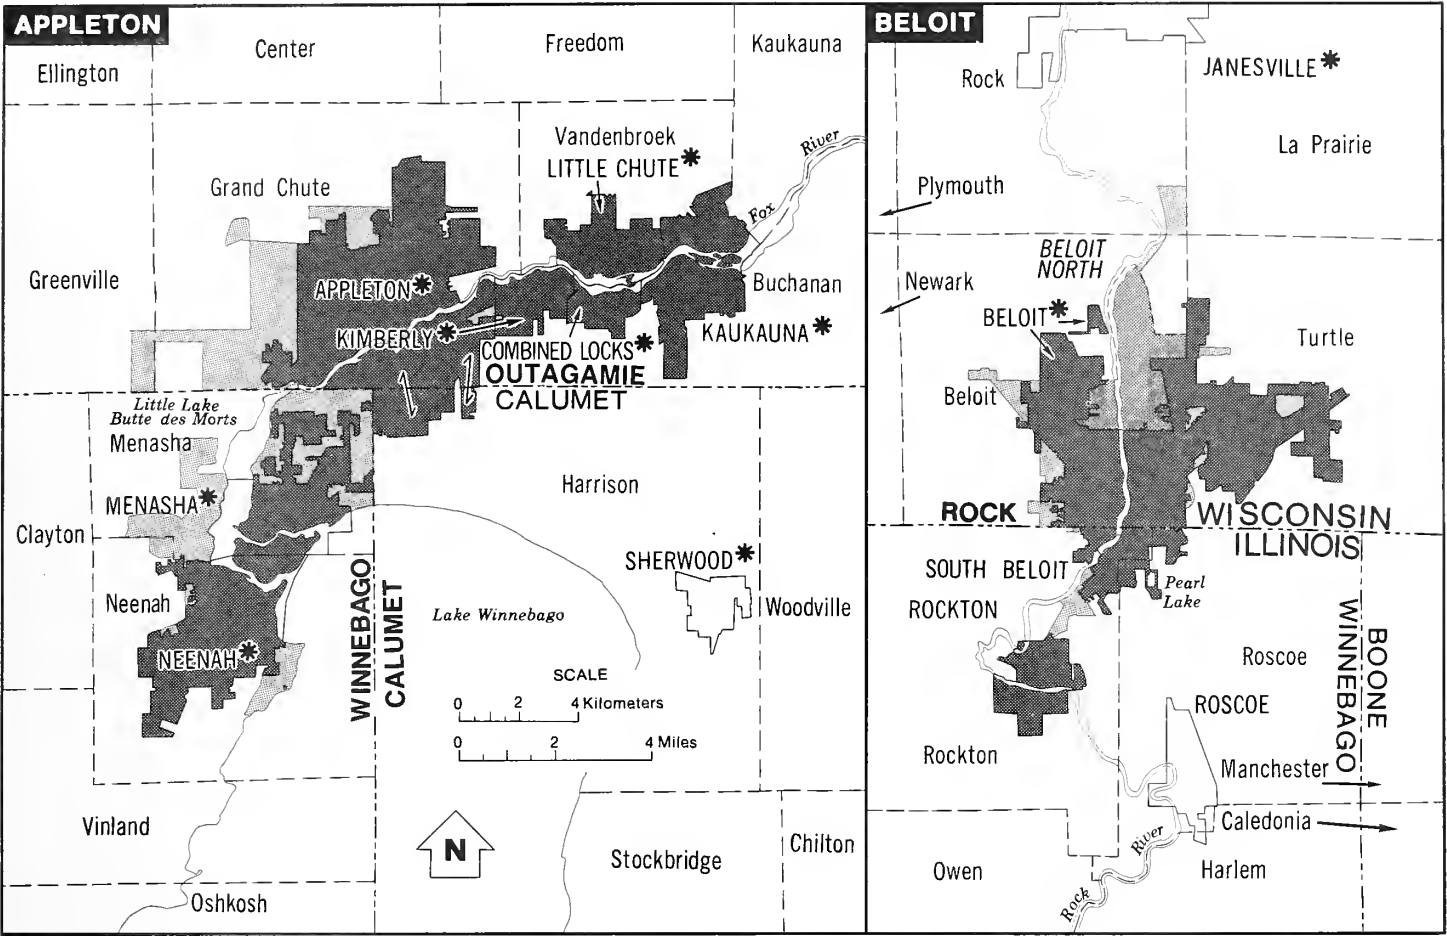 APPLETON
Center
Freedom
Kaukauna
Ellington
Vandenbroek
LITTLE CHUTE*
River
Grand Chute
Fox
Greenville
APPLETON*
Buchanan
KIMBERLY*
KAUKAUNA*
COMBINED LOCKS*
OUTAGAMIE
CALUMET
Little Lake
Butte des Morts
Menasha
Harrison
MENASHA*
Clayton
SHERWOOD*
Neenah
WINNEBAGO
CALUMET
Lake Winnebago
Woodville
NEENAH*
SCALE
0 2 4 Kilometers
0 2 4 Miles
Vinland
N
Stockbridge
Chilton
Oshkosh
BELOIT
Rock
JANESVILLE*
La Prairie
Plymouth
BELOIT
NORTH
Newark
BELOIT*
Turtle
Beloit
ROCK
WISCONSIN
ILLINOIS
SOUTH BELOIT
Pearl
Lake
ROCKTON
WINNEBAGO
BOONE
Roscoe
ROSCOE
Rockton
Manchester
Caledonia
River
Owen
Harlem
Rock